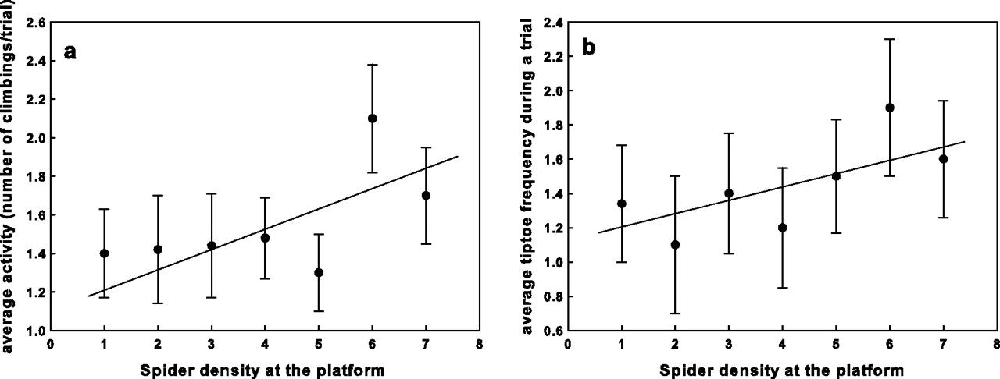 average activity (number of climbings/trial)
a
2.6
2.4
2.2
2.0
1.8
1.6
1.4
1.2
1.0
0 1 2 3 4 5 6 7 8
Spider density at the platform
average tiptoe frequency during a trial
b
2.4
2.2
2.0
1.8
1.6
1.4
1.2
1.0
0.8
0.6
0 1 2 3 4 5 6 7 8
Spider density at the platform